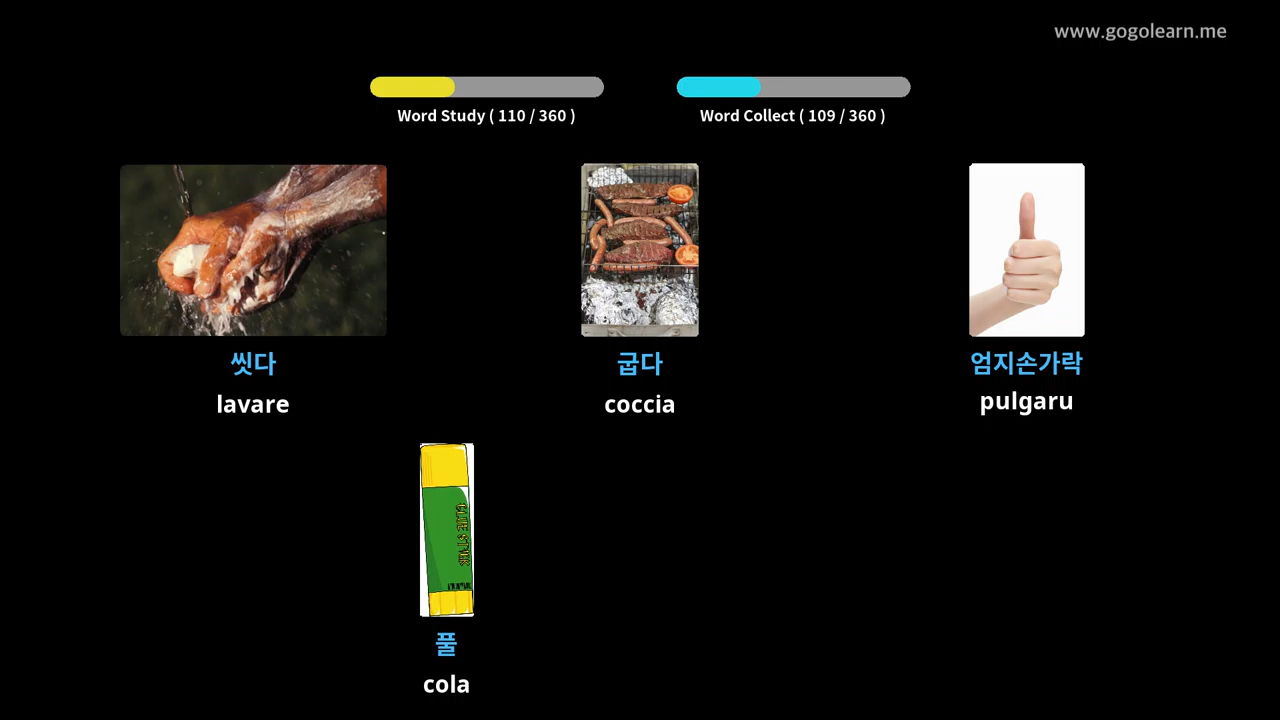 www.gogolearn.me
Word Study ( 110 / 360 )
Word Collect ( 109 / 360 )
씻다
lavare
굽다
coccia
엄지손가락
pulgaru
풀
cola